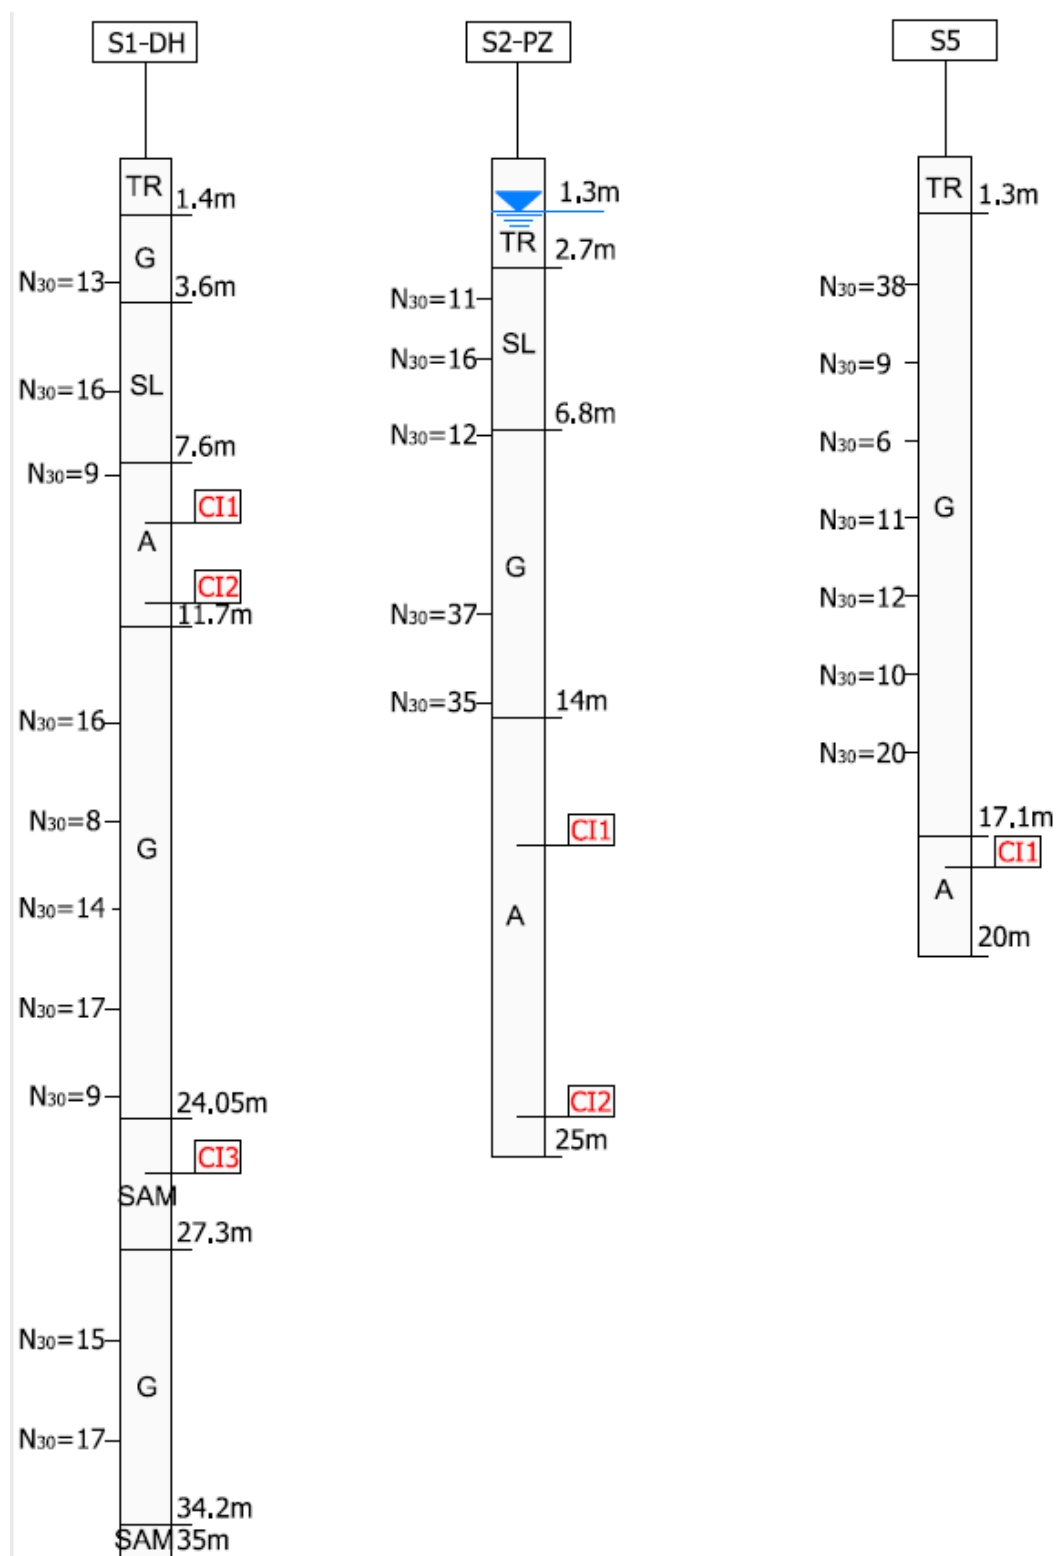 S1-DH
TR
1.4m
G
N30=13
3.6m
N30=16
SL
7.6m
N30=9
CI1
A
CI2
11.7m
N30=16
N30=8
G
N30=14
N30=17
N30=9
24.05m
CI3
SAM
27.3m
N30=15
G
N30=17
34.2m
SAM
35m
S2-PZ
1.3m
TR
2.7m
N30=11
SL
N30=16
6.8m
N30=12
G
N30=37
N30=35
14m
CI1
A
CI2
25m
S5
TR
1.3m
N30=38
N30=9
N30=6
G
N30=11
N30=12
N30=10
N30=20
17.1m
CI1
A
20m